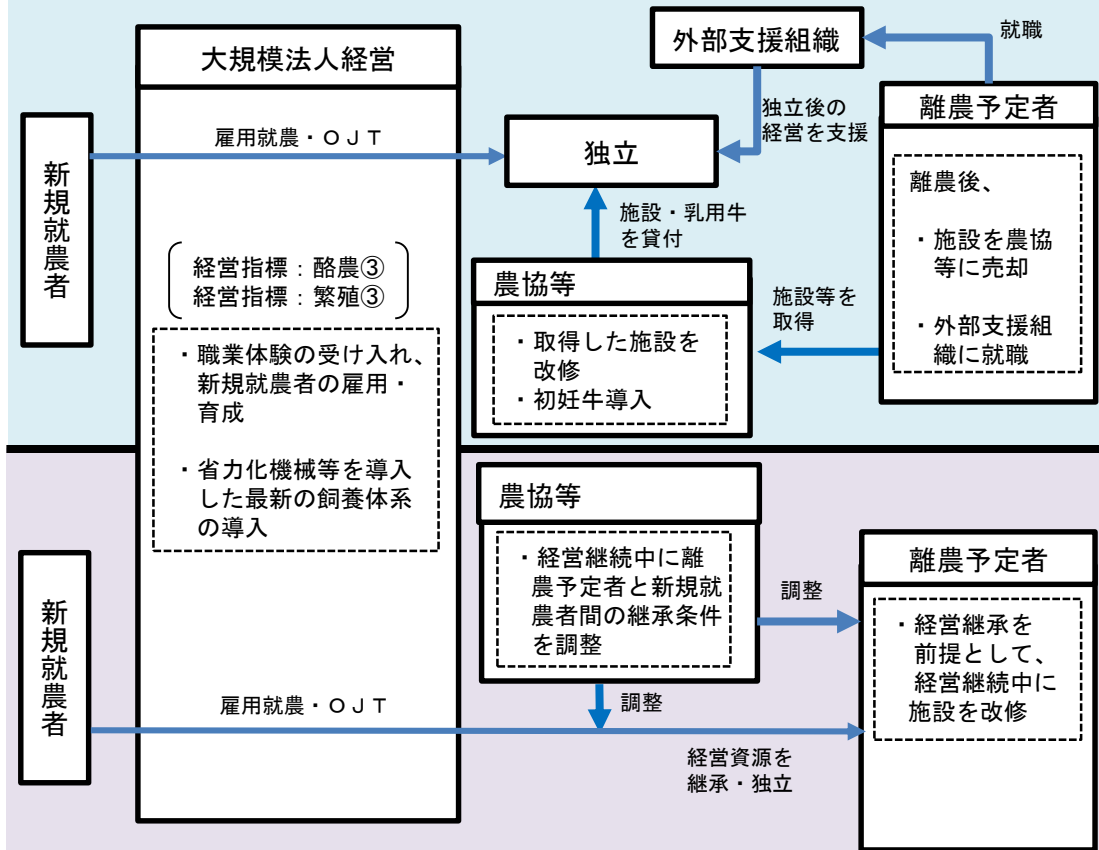 外部支援組織
就職
大規模法人経営
離農予定者
独立後の
経営を支援
雇用就農・ＯＪＴ
独立
新規就農者
離農後、
・施設を農協
等に売却
・外部支援組
織に就職
施設・乳用牛
を貸付
経営指標：酪農③
経営指標：繁殖③
農協等
施設等を
取得
・取得した施設を
改修
・初妊牛導入
・職業体験の受け入れ、
新規就農者の雇用・
育成
・省力化機械等を導入
した最新の飼養体系
の導入
農協等
・経営継続中に離
農予定者と新規就
農者間の継承条件
を調整
離農予定者
調整
・経営継承を
前提として、
経営継続中に
施設を改修
新規就農者
雇用就農・ＯＪＴ
調整
経営資源を
継承・独立